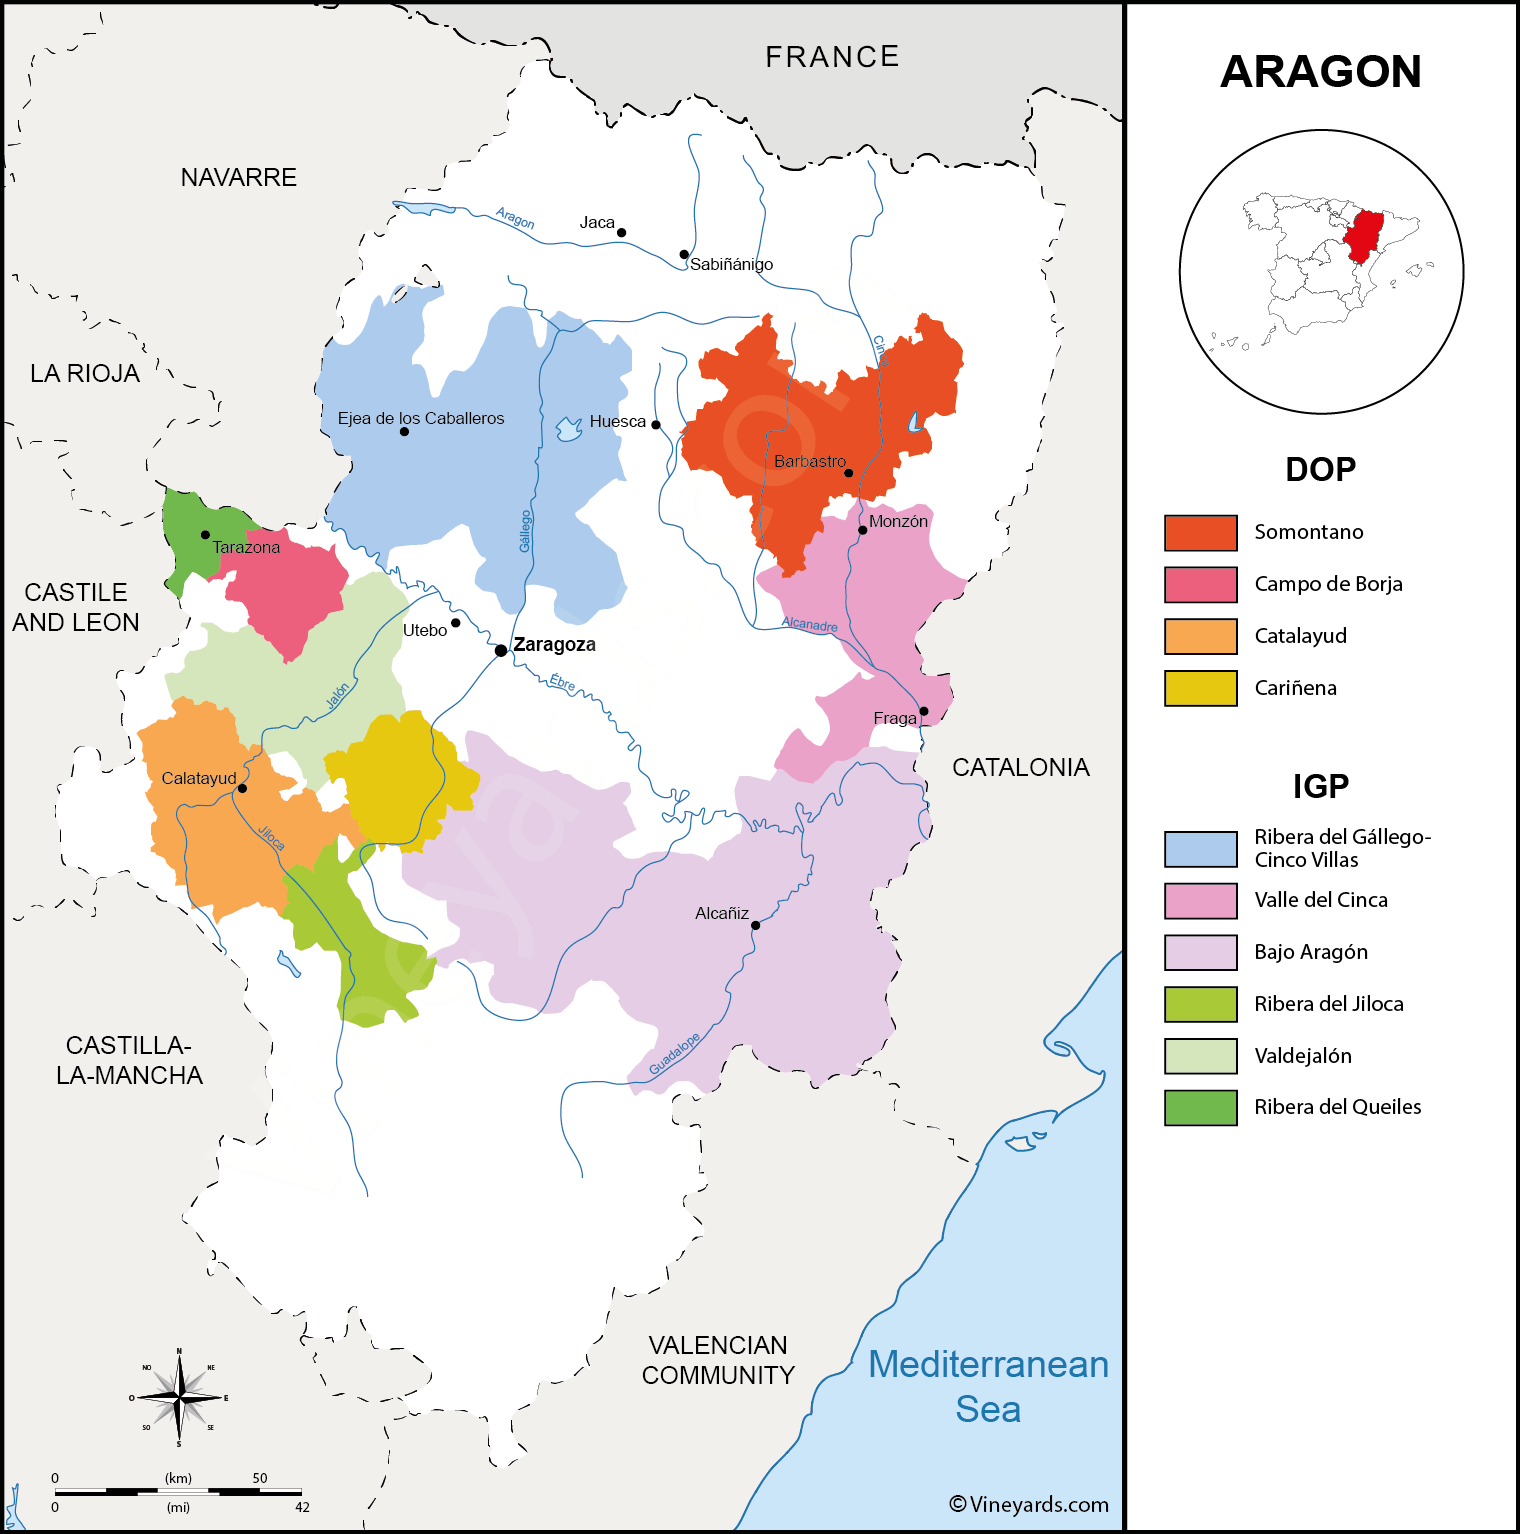 FRANCE
NAVARRE
LA RIOJA
CASTILE
AND LEON
CASTILLA-
LA-MANCHA
CATALONIA
VALENCIAN
COMMUNITY
Mediterranean
Sea
Aragon
Jaca
Sabiñánigo
Cinca
Ejea de los Caballeros
Huesca
Barbastro
Gállego
Monzón
Tarazona
Utebo
Zaragoza
Alcanadre
Ébre
Jalón
Fraga
Calatayud
Jiloca
Alcañiz
Guadalope
N
NO
NE
O
E
SO
SE
S
0
(km)
50
0
(mi)
42
© Vineyards.com
ARAGON
DOP
Somontano
Campo de Borja
Catalayud
Cariñena
IGP
Ribera del Gállego-
Cinco Villas
Valle del Cinca
Bajo Aragón
Ribera del Jiloca
Valdejalón
Ribera del Queiles